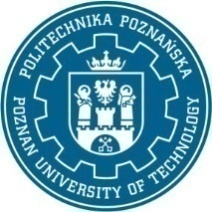 POLITECHNIKA POZNAŃSKA
POZNAN UNIVERSITY OF TECHNOLOGY